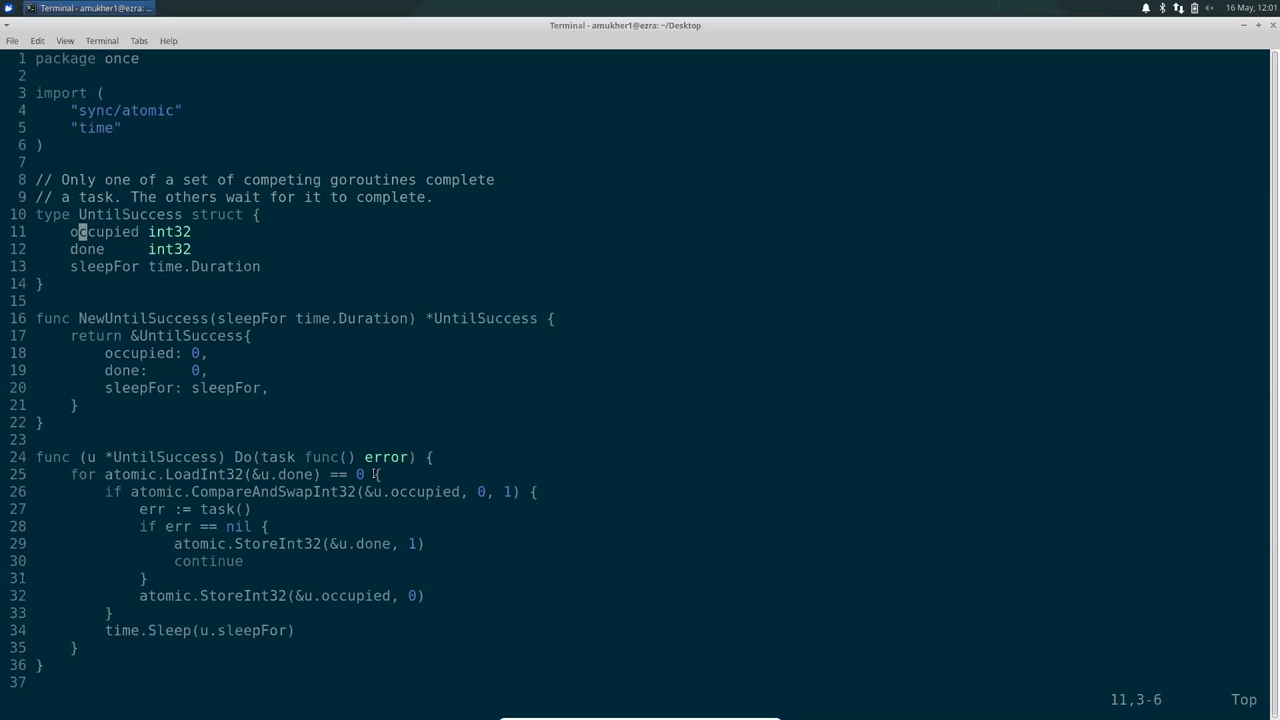 Terminal - amukher1@ezra: ...
16 May, 12:01
Terminal - amukher1@ezra: ~/Desktop
File Edit View Terminal Tabs Help
1 package once
2
3 import (
4     "sync/atomic"
5     "time"
6 )
7
8 // Only one of a set of competing goroutines complete
9 // a task. The others wait for it to complete.
10 type UntilSuccess struct {
11     occupied int32
12     done     int32
13     sleepFor time.Duration
14 }
15
16 func NewUntilSuccess(sleepFor time.Duration) *UntilSuccess {
17     return &UntilSuccess{
18         occupied: 0,
19         done:     0,
20         sleepFor: sleepFor,
21     }
22 }
23
24 func (u *UntilSuccess) Do(task func() error) {
25     for atomic.LoadInt32(&u.done) == 0 {
26         if atomic.CompareAndSwapInt32(&u.occupied, 0, 1) {
27             err := task()
28             if err == nil {
29                 atomic.StoreInt32(&u.done, 1)
30                 continue
31             }
32             atomic.StoreInt32(&u.occupied, 0)
33         }
34         time.Sleep(u.sleepFor)
35     }
36 }
37
11,3-6 Top